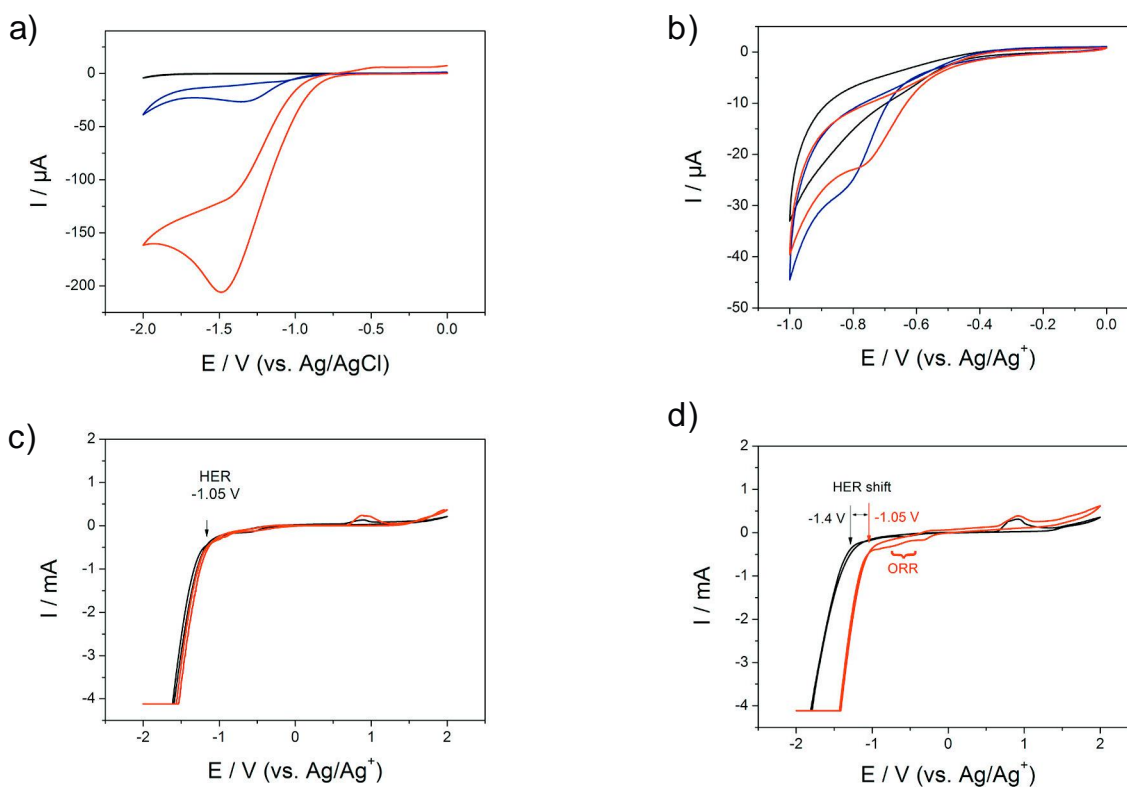 a)
0
-50
-100
-150
-200
I / µA
-2.0 -1.5 -1.0 -0.5 0.0
E / V (vs. Ag/AgCl)
b)
0
-10
-20
-30
-40
-50
I / µA
-1.0 -0.8 -0.6 -0.4 -0.2 0.0
E / V (vs. Ag/Ag⁺)
c)
2
1
0
-1
-2
-3
-4
I / mA
HER
-1.05 V
-2 -1 0 1 2
E / V (vs. Ag/Ag⁺)
d)
2
1
0
-1
-2
-3
-4
I / mA
HER shift
-1.4 V -1.05 V
ORR
-2 -1 0 1 2
E / V (vs. Ag/Ag⁺)